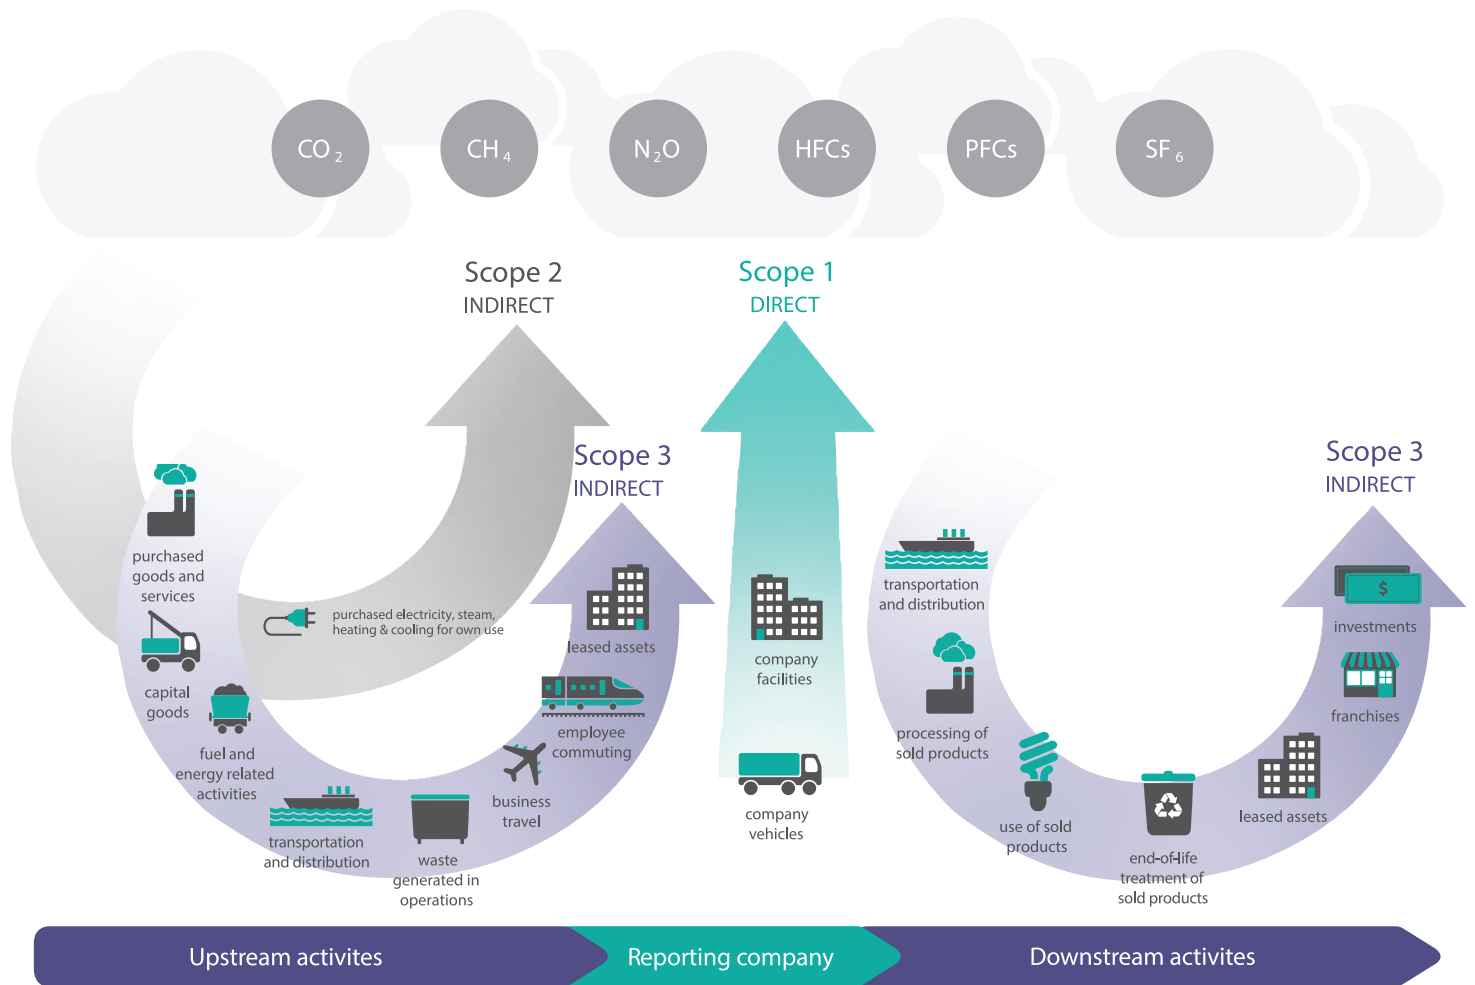 CO₂
CH₄
N₂O
HFCs
PFCs
SF₆
Scope 2
INDIRECT
Scope 1
DIRECT
Scope 3
INDIRECT
Scope 3
INDIRECT
purchased
goods and
services
capital
goods
fuel and
energy related
activities
transportation
and distribution
waste
generated in
operations
business
travel
employee
commuting
leased assets
purchased electricity, steam,
heating & cooling for own use
company
facilities
company
vehicles
transportation
and distribution
processing of
sold products
use of sold
products
end-of-life
treatment of
sold products
leased assets
franchises
$
investments
Upstream activites
Reporting company
Downstream activites